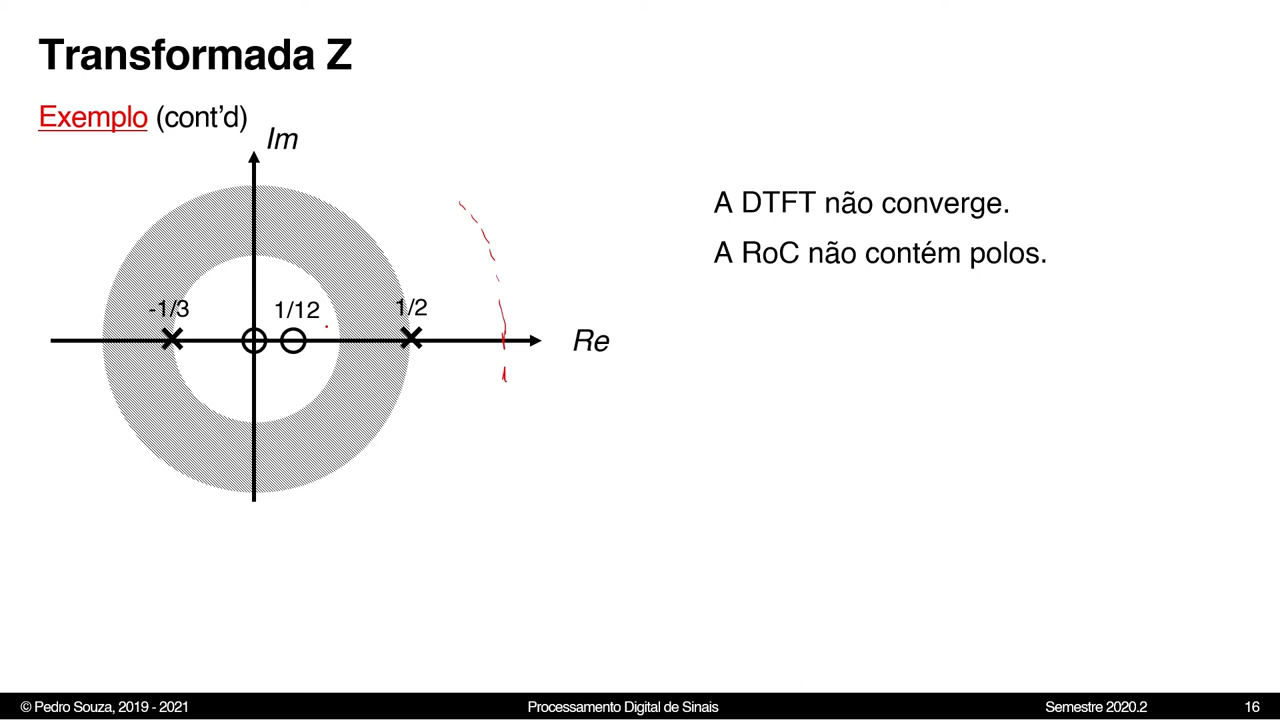 Transformada Z
Exemplo (cont'd)
Im
A DTFT não converge.
A RoC não contém polos.
-1/3
1/12
1/2
Re
© Pedro Souza, 2019 - 2021
Processamento Digital de Sinais
Semestre 2020.2
16